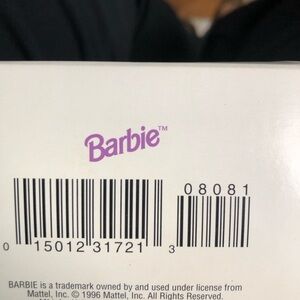 Barbie™
08081
0 15012 31721 3
BARBIE is a trademark owned by and used under license from
Mattel, Inc. © 1996 Mattel, Inc. All Rights Reserved.